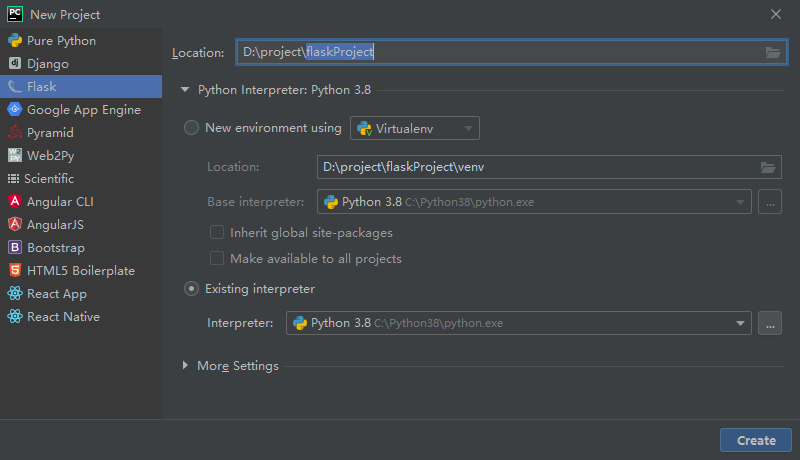 PC New Project
Pure Python
dj Django
Flask
Google App Engine
Pyramid
WEB2PY Web2Py
Scientific
A Angular CLI
A AngularJS
B Bootstrap
5 HTML5 Boilerplate
React App
React Native
Location: D:\project\flaskProject
Python Interpreter: Python 3.8
New environment using Virtualenv
Location: D:\project\flaskProject\venv
Base interpreter: Python 3.8 C:\Python38\python.exe ...
Inherit global site-packages
Make available to all projects
Existing interpreter
Interpreter: Python 3.8 C:\Python38\python.exe ...
More Settings
Create